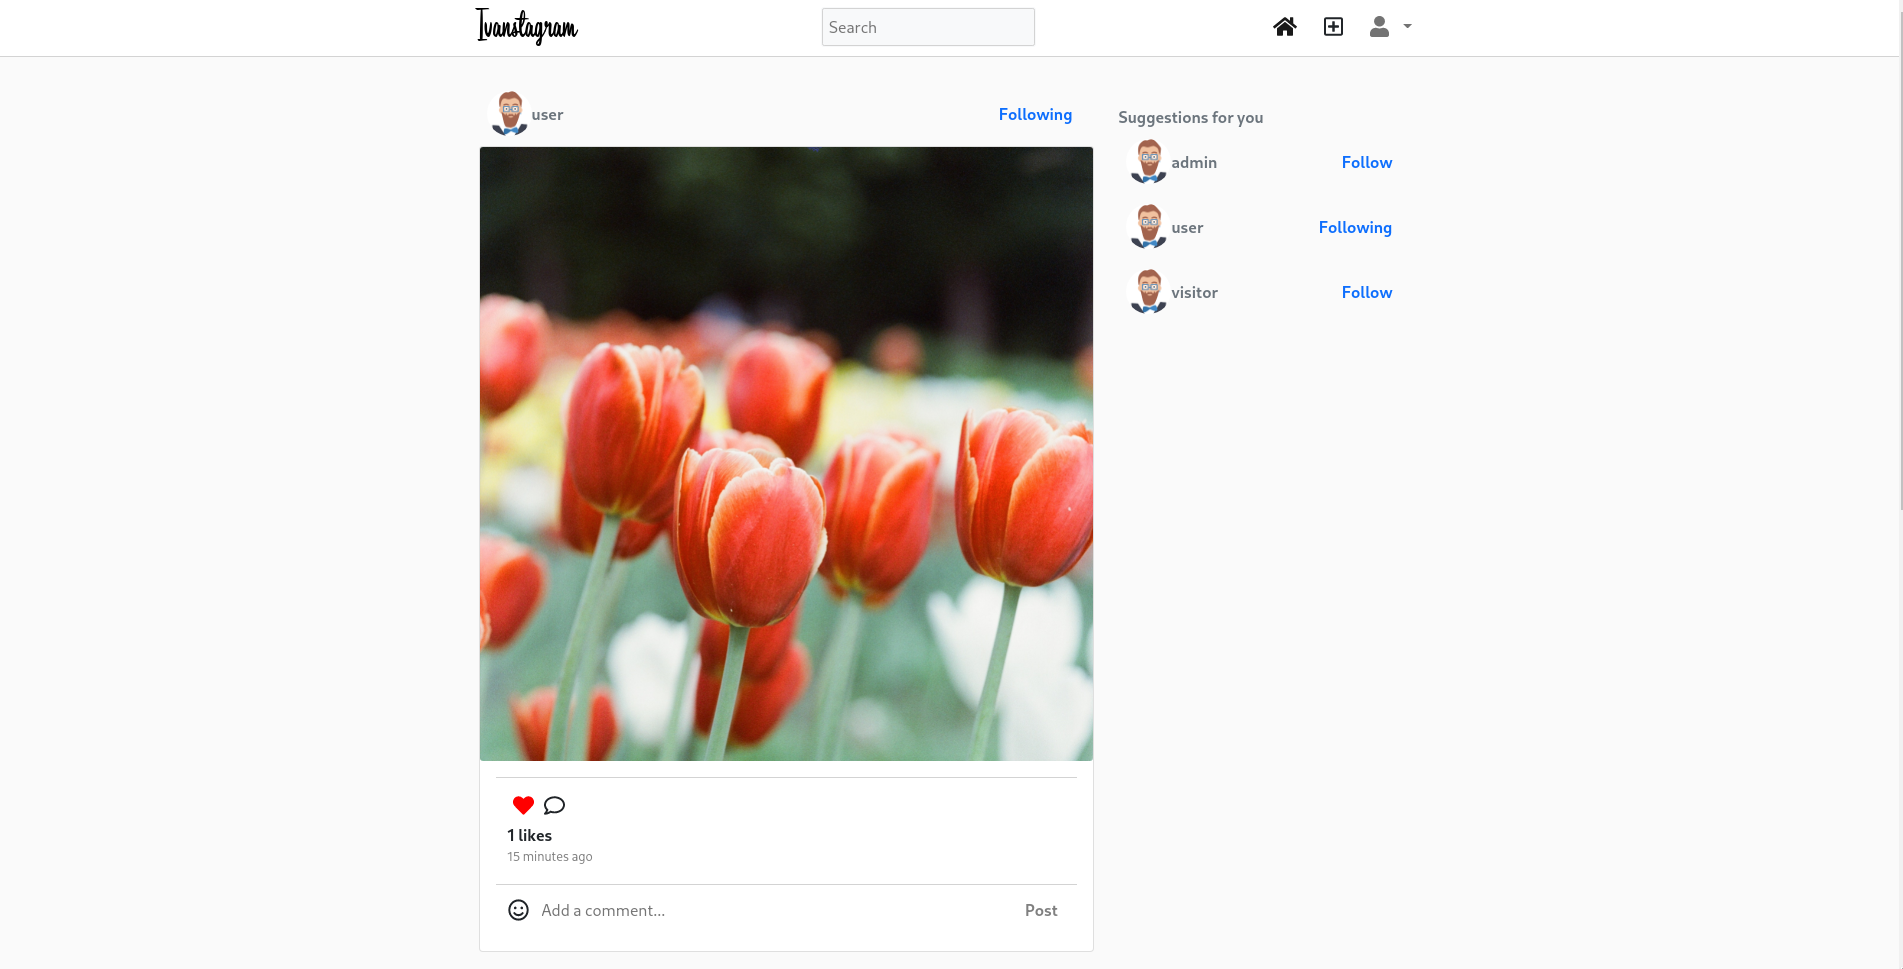 Ivanstagram
Search
user
Following
Suggestions for you
admin
Follow
user
Following
visitor
Follow
1 likes
15 minutes ago
Add a comment...
Post